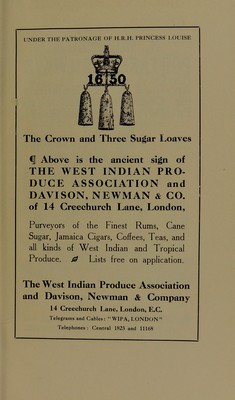 UNDER THE PATRONAGE OF H.R.H. PRINCESS LOUISE
1650
The Crown and Three Sugar Loaves
¶ Above is the ancient sign of
THE WEST INDIAN PRO-
DUCE ASSOCIATION and
DAVISON, NEWMAN & CO.
of 14 Creechurch Lane, London,
Purveyors of the Finest Rums, Cane
Sugar, Jamaica Cigars, Coffees, Teas, and
all kinds of West Indian and Tropical
Produce. Lists free on application.
The West Indian Produce Association
and Davison, Newman & Company
14 Creechurch Lane, London, E.C.
Telegrams and Cables: "WIPA, LONDON"
Telephones: Central 1923 and 11169